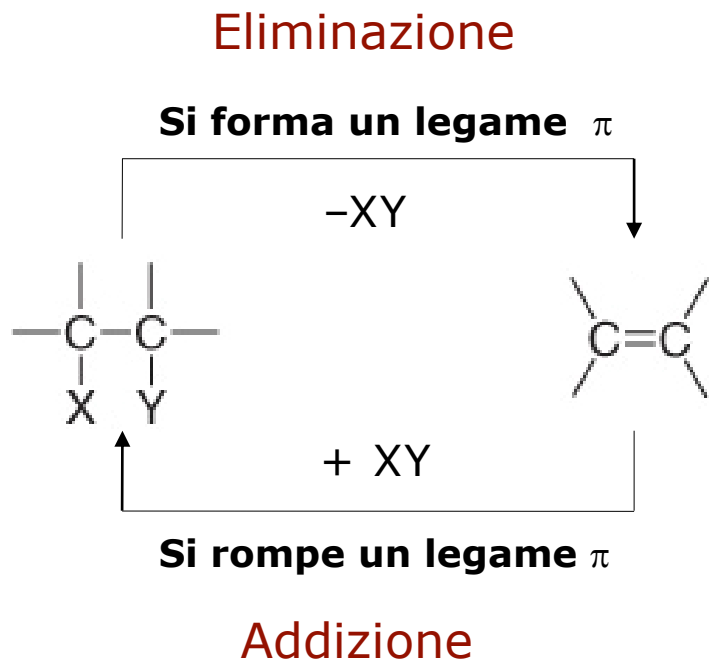 Eliminazione
Si forma un legame π
–XY
C C
X Y
C=C
+ XY
Si rompe un legame π
Addizione